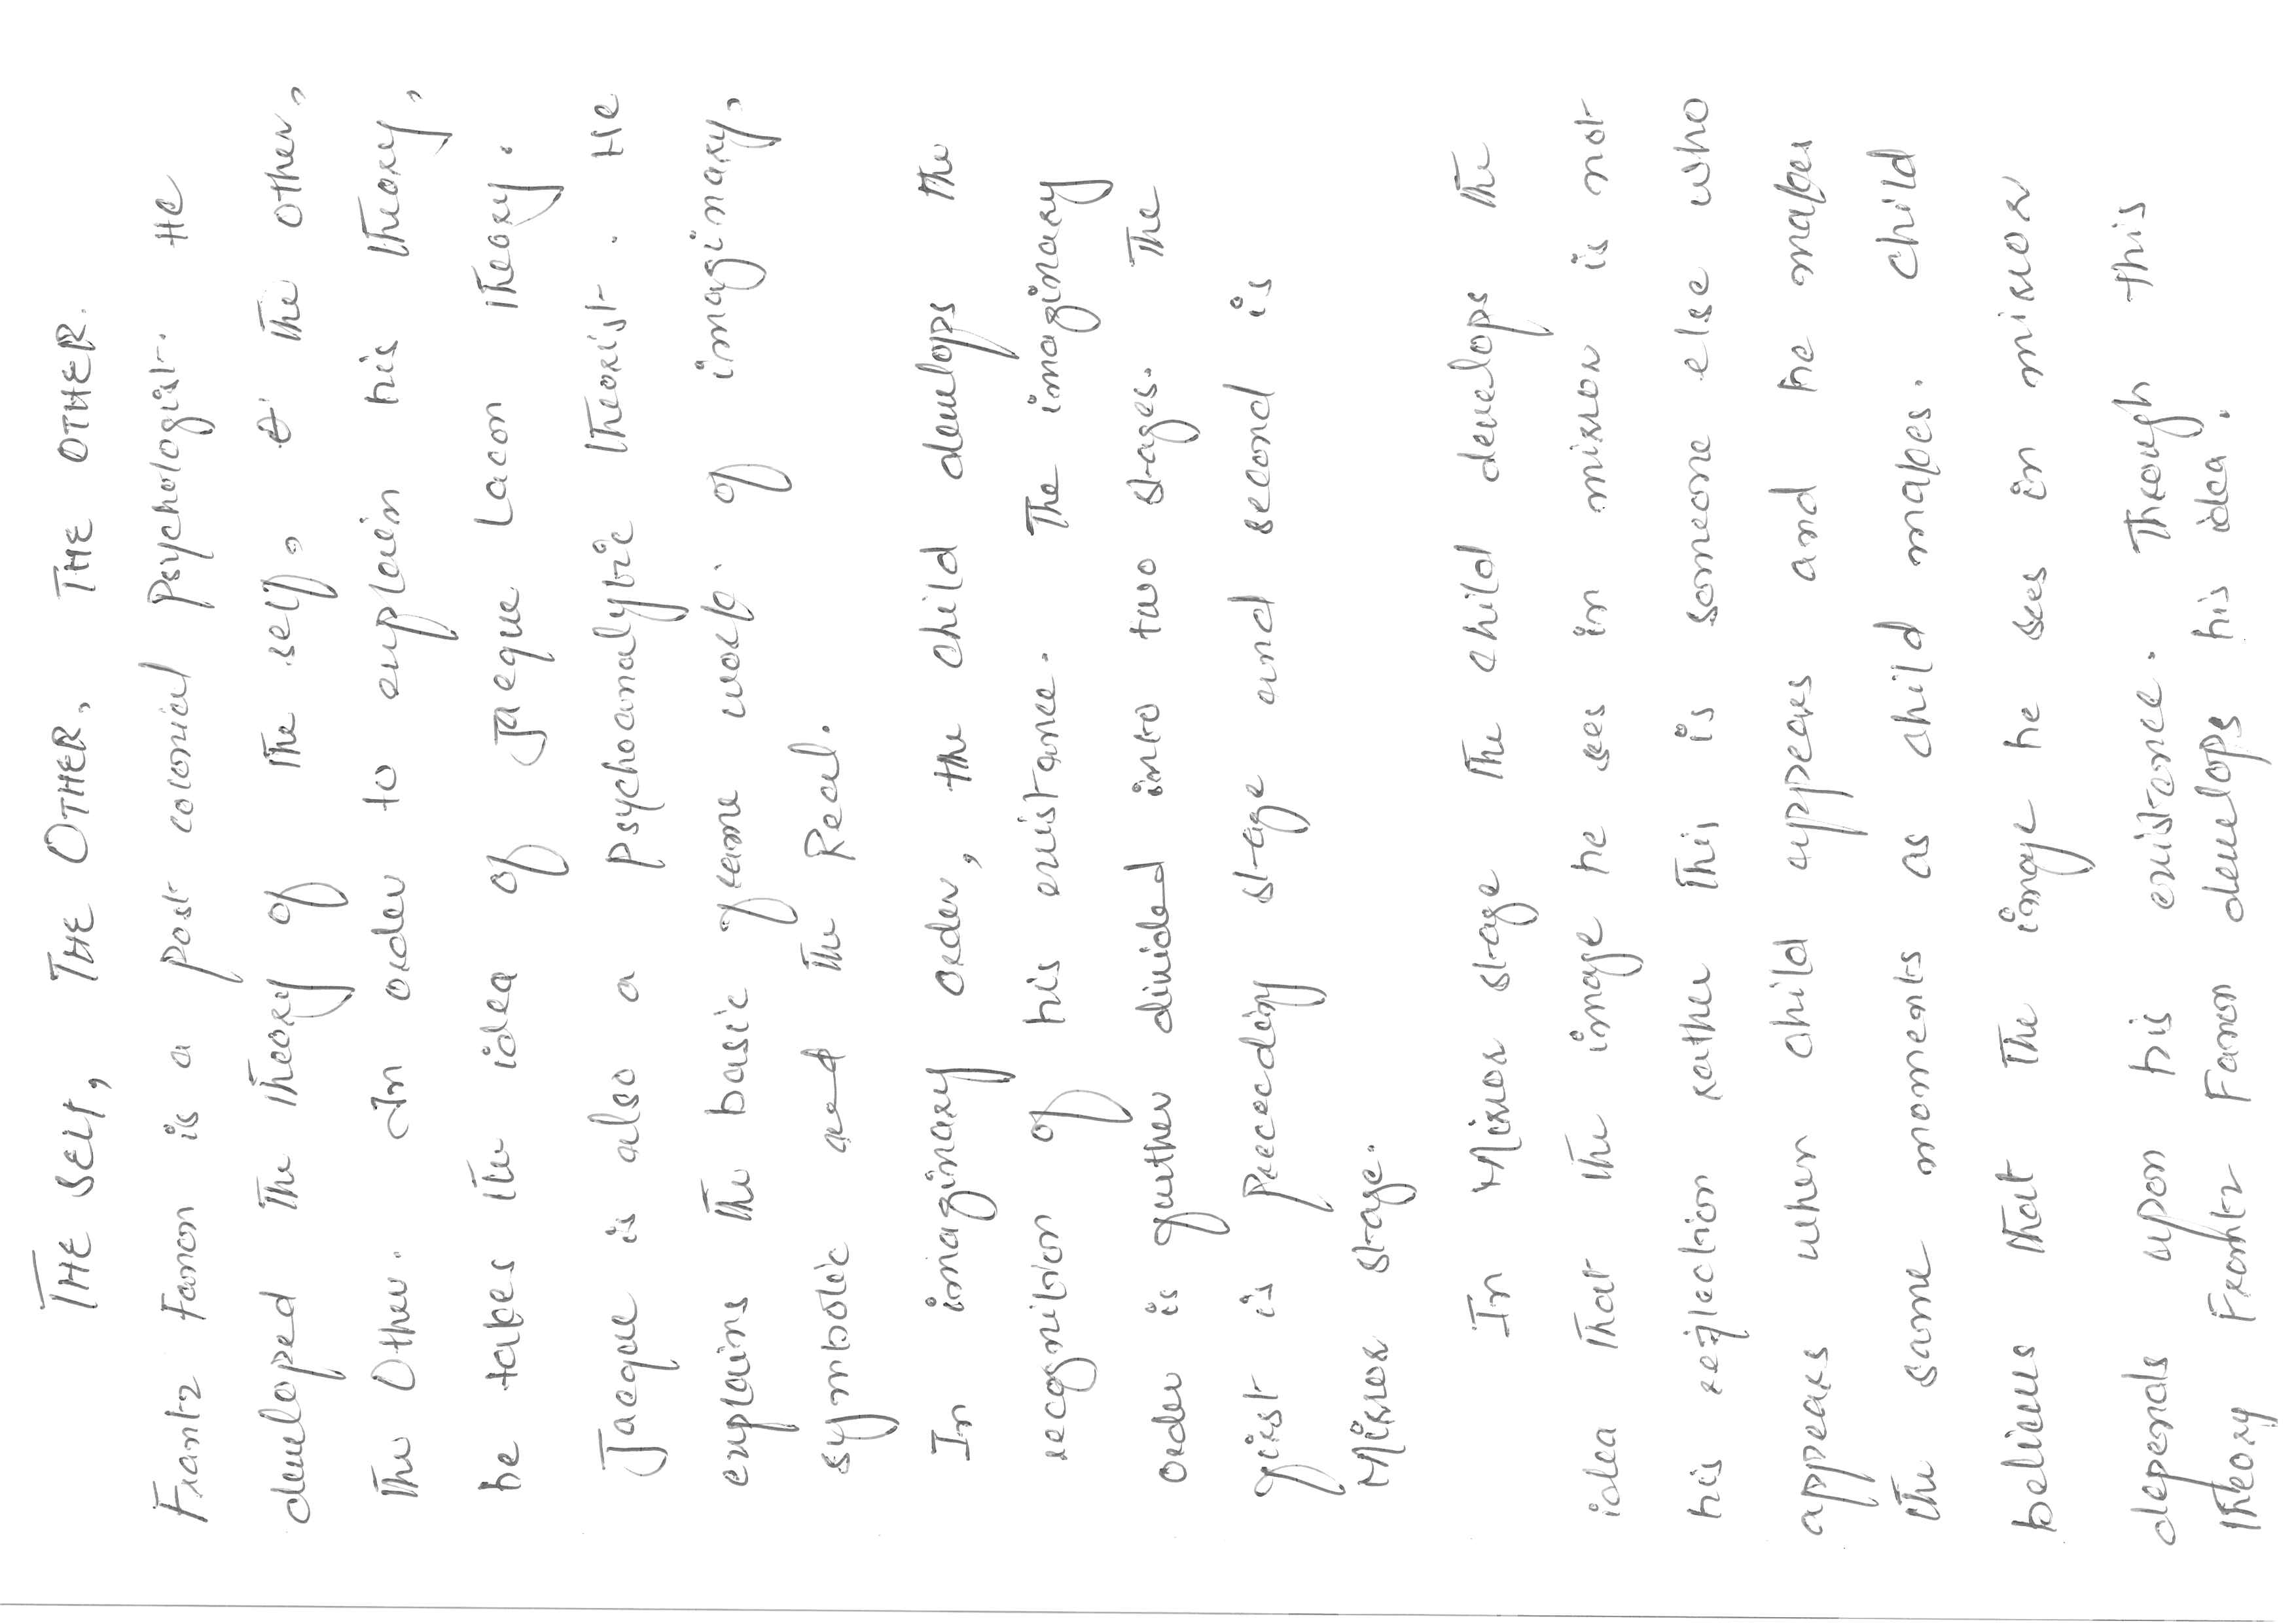 THE SELF, THE OTHER, THE OTHER.
Frantz Fanon is a post colonial Psychologist. He
developed the theory of the self, the other,
the Other. In order to explain his theory,
he takes the idea of Jacque Lacan theory.
Jacque is also a psychoanalytic theorist. He
explains the basic frame work of imaginary,
symbolic and the Real.
In imaginary order, the child develops the
recognition of his existance. The imaginary
order is further divided into two stages. The
first is Preceeding stage and second is
Mirror stage.
In Mirror stage the child develops the
idea that the image he sees in mirror is not
his reflection rather this is someone else who
appears when child appears and he makes
the same moments as child makes. Child
believes that the image he sees in mirror
depends upon his existence. Through this
theory Frantz Fanon develops his idea.